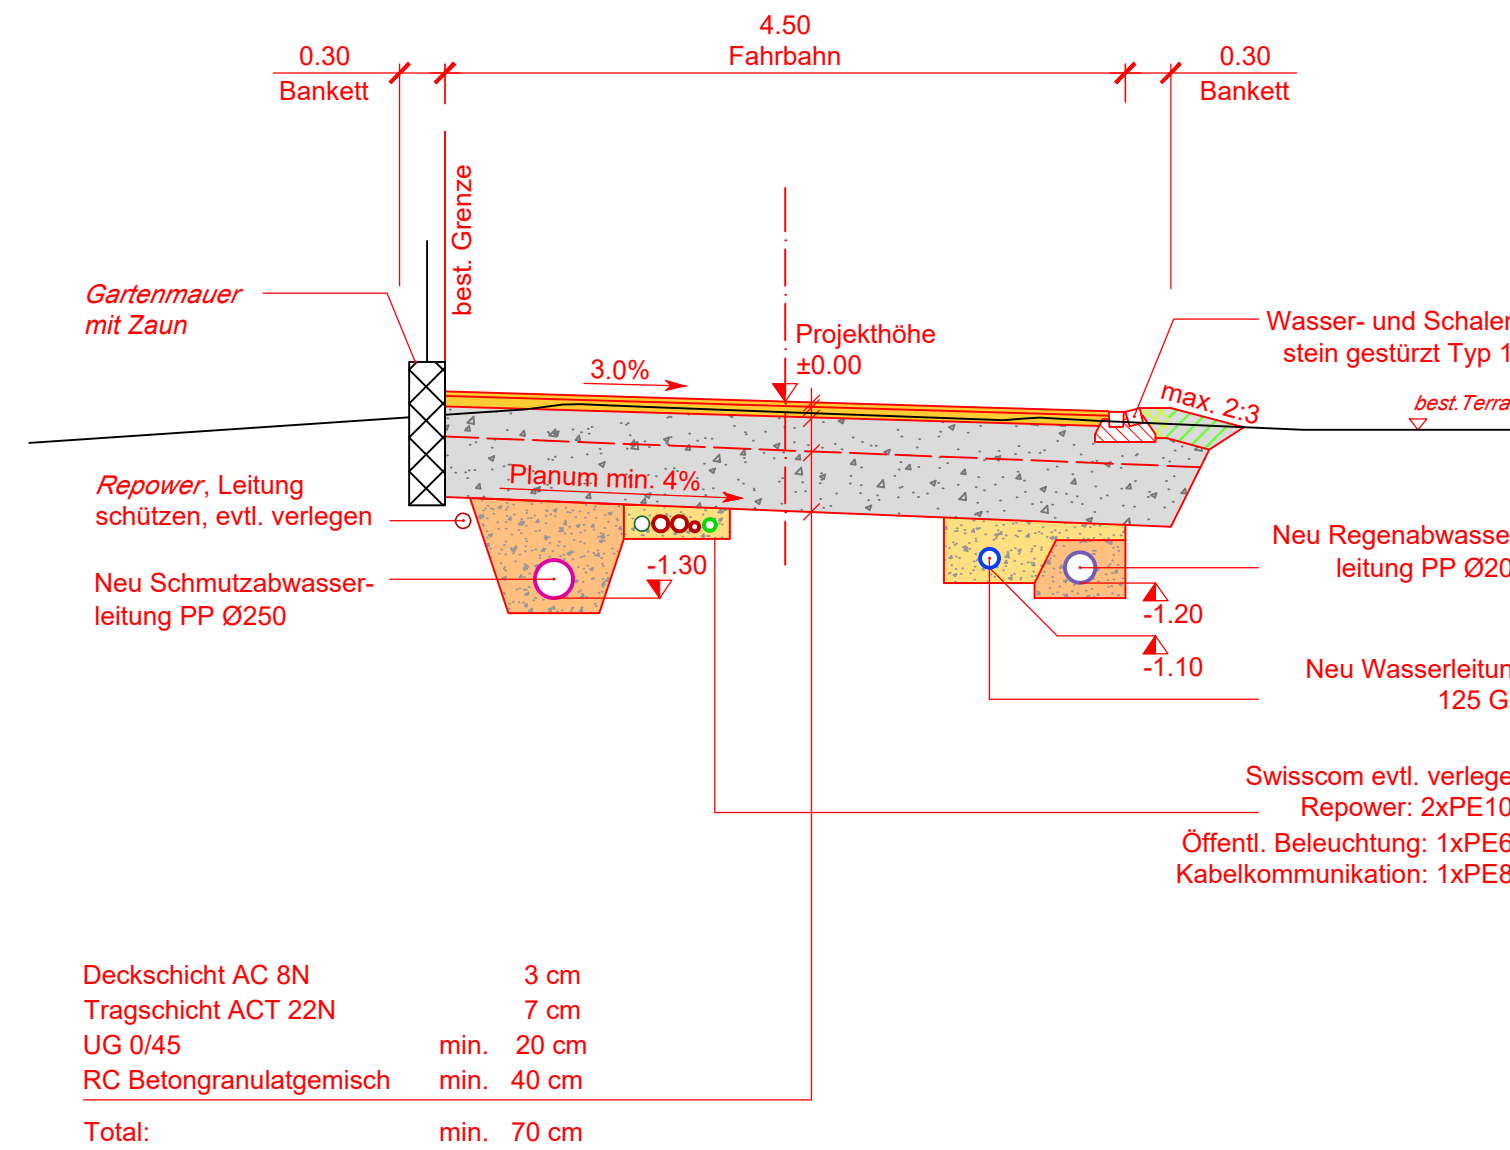 4.50
0.30 Fahrbahn 0.30
Bankett Bankett
best. Grenze
Gartenmauer
mit Zaun
Projekthöhe
±0.00
3.0%
Wasser- und Schalen
stein gestürzt Typ 1
max. 2:3
best.Terra
Planum min. 4%
Repower, Leitung
schützen, evtl. verlegen
Neu Schmutzabwasser-
leitung PP Ø250
-1.30
Neu Regenabwasse
leitung PP Ø20
-1.20
-1.10
Neu Wasserleitun
125 G
Swisscom evtl. verlege
Repower: 2xPE10
Öffentl. Beleuchtung: 1xPE6
Kabelkommunikation: 1xPE8
Deckschicht AC 8N 3 cm
Tragschicht ACT 22N 7 cm
UG 0/45 min. 20 cm
RC Betongranulatgemisch min. 40 cm
Total: min. 70 cm